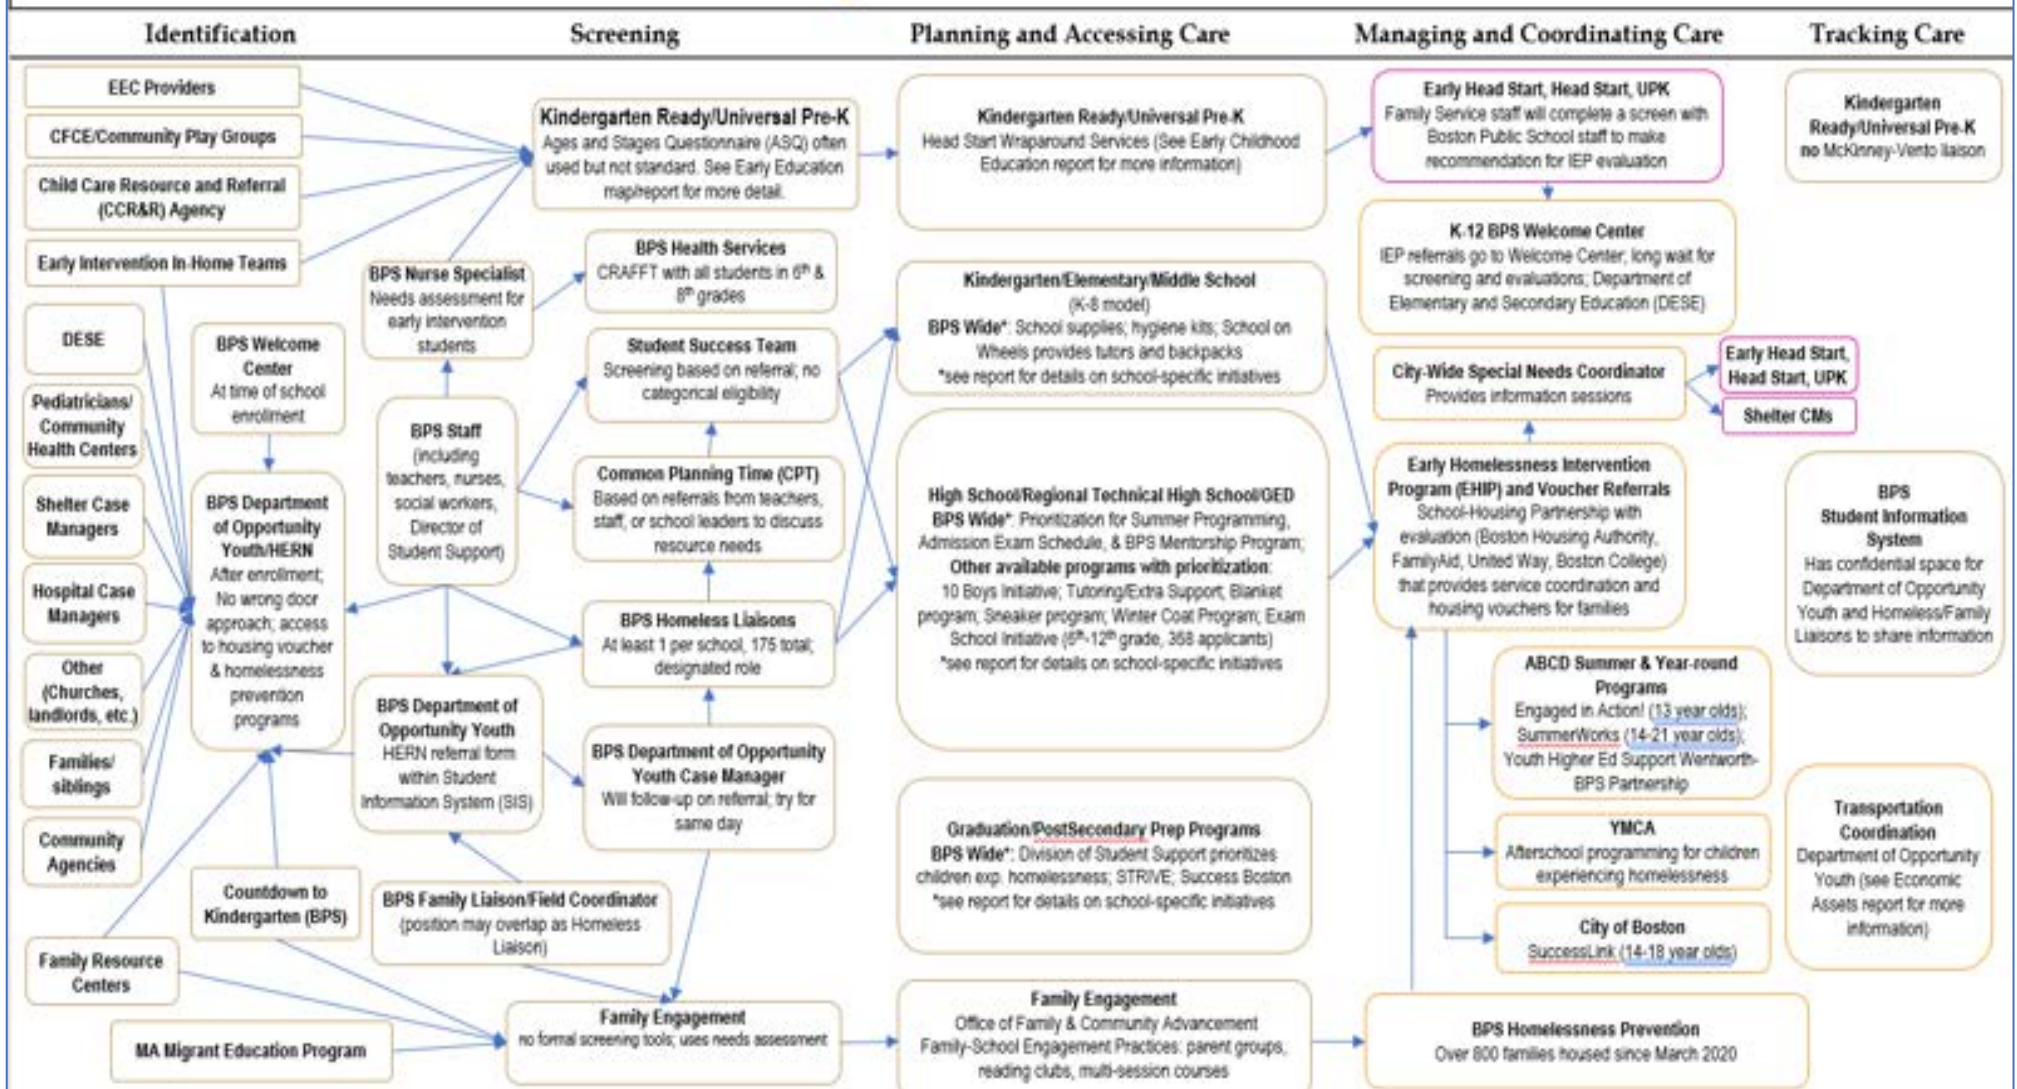 Identification
Screening
Planning and Accessing Care
Managing and Coordinating Care
Tracking Care
EEC Providers
CFCE/Community Play Groups
Child Care Resource and Referral
(CCR&R) Agency
Early Intervention In-Home Teams
DESE
Pediatricians/
Community
Health Centers
Shelter Case
Managers
Hospital Case
Managers
Other
(Churches,
landlords, etc.)
Families/
siblings
Community
Agencies
Family Resource
Centers
MA Migrant Education Program
BPS Welcome
Center
At time of school
enrollment
BPS Department
of Opportunity
Youth/HERN
After enrollment;
No wrong door
approach; access
to housing voucher
& homelessness
prevention
programs
Countdown to
Kindergarten (BPS)
Kindergarten Ready/Universal Pre-K
Ages and Stages Questionnaire (ASQ) often
used but not standard. See Early Education
map/report for more detail.
BPS Nurse Specialist
Needs assessment for
early intervention
students
BPS Health Services
CRAFFT with all students in 6th &
8th grades
BPS Staff
(including
teachers, nurses,
social workers,
Director of
Student Support)
Student Success Team
Screening based on referral; no
categorical eligibility
Common Planning Time (CPT)
Based on referrals from teachers,
staff, or school leaders to discuss
resource needs
BPS Homeless Liaisons
At least 1 per school, 175 total;
designated role
BPS Department of
Opportunity Youth
HERN referral form
within Student
Information System (SIS)
BPS Department of Opportunity
Youth Case Manager
Will follow-up on referral; try for
same day
BPS Family Liaison/Field Coordinator
(position may overlap as Homeless
Liaison)
Family Engagement
no formal screening tools; uses needs assessment
Kindergarten Ready/Universal Pre-K
Head Start Wraparound Services (See Early Childhood
Education report for more information)
Kindergarten/Elementary/Middle School
(K-8 model)
BPS Wide*: School supplies; hygiene kits; School on
Wheels provides tutors and backpacks
*see report for details on school-specific initiatives
High School/Regional Technical High School/GED
BPS Wide*: Prioritization for Summer Programming,
Admission Exam Schedule, & BPS Mentorship Program;
Other available programs with prioritization:
10 Boys Initiative; Tutoring/Extra Support; Blanket
program; Sneaker program; Winter Coat Program; Exam
School Initiative (6th-12th grade, 358 applicants)
*see report for details on school-specific initiatives
Graduation/PostSecondary Prep Programs
BPS Wide*: Division of Student Support prioritizes
children exp. homelessness; STRIVE; Success Boston
*see report for details on school-specific initiatives
Family Engagement
Office of Family & Community Advancement
Family-School Engagement Practices: parent groups,
reading clubs, multi-session courses
Early Head Start, Head Start, UPK
Family Service staff will complete a screen with
Boston Public School staff to make
recommendation for IEP evaluation
K-12 BPS Welcome Center
IEP referrals go to Welcome Center; long wait for
screening and evaluations; Department of
Elementary and Secondary Education (DESE)
City-Wide Special Needs Coordinator
Provides information sessions
Early Head Start,
Head Start, UPK
Shelter CMs
Early Homelessness Intervention
Program (EHIP) and Voucher Referrals
School-Housing Partnership with
evaluation (Boston Housing Authority,
FamilyAid, United Way, Boston College)
that provides service coordination and
housing vouchers for families
ABCD Summer & Year-round
Programs
Engaged in Action! (13 year olds);
SummerWorks (14-21 year olds);
Youth Higher Ed Support Wentworth-
BPS Partnership
YMCA
Afterschool programming for children
experiencing homelessness
City of Boston
SuccessLink (14-18 year olds)
BPS Homelessness Prevention
Over 800 families housed since March 2020
Kindergarten
Ready/Universal Pre-K
no McKinney-Vento liaison
BPS
Student Information
System
Has confidential space for
Department of Opportunity
Youth and Homeless/Family
Liaisons to share information
Transportation
Coordination
Department of Opportunity
Youth (see Economic
Assets report for more
information)